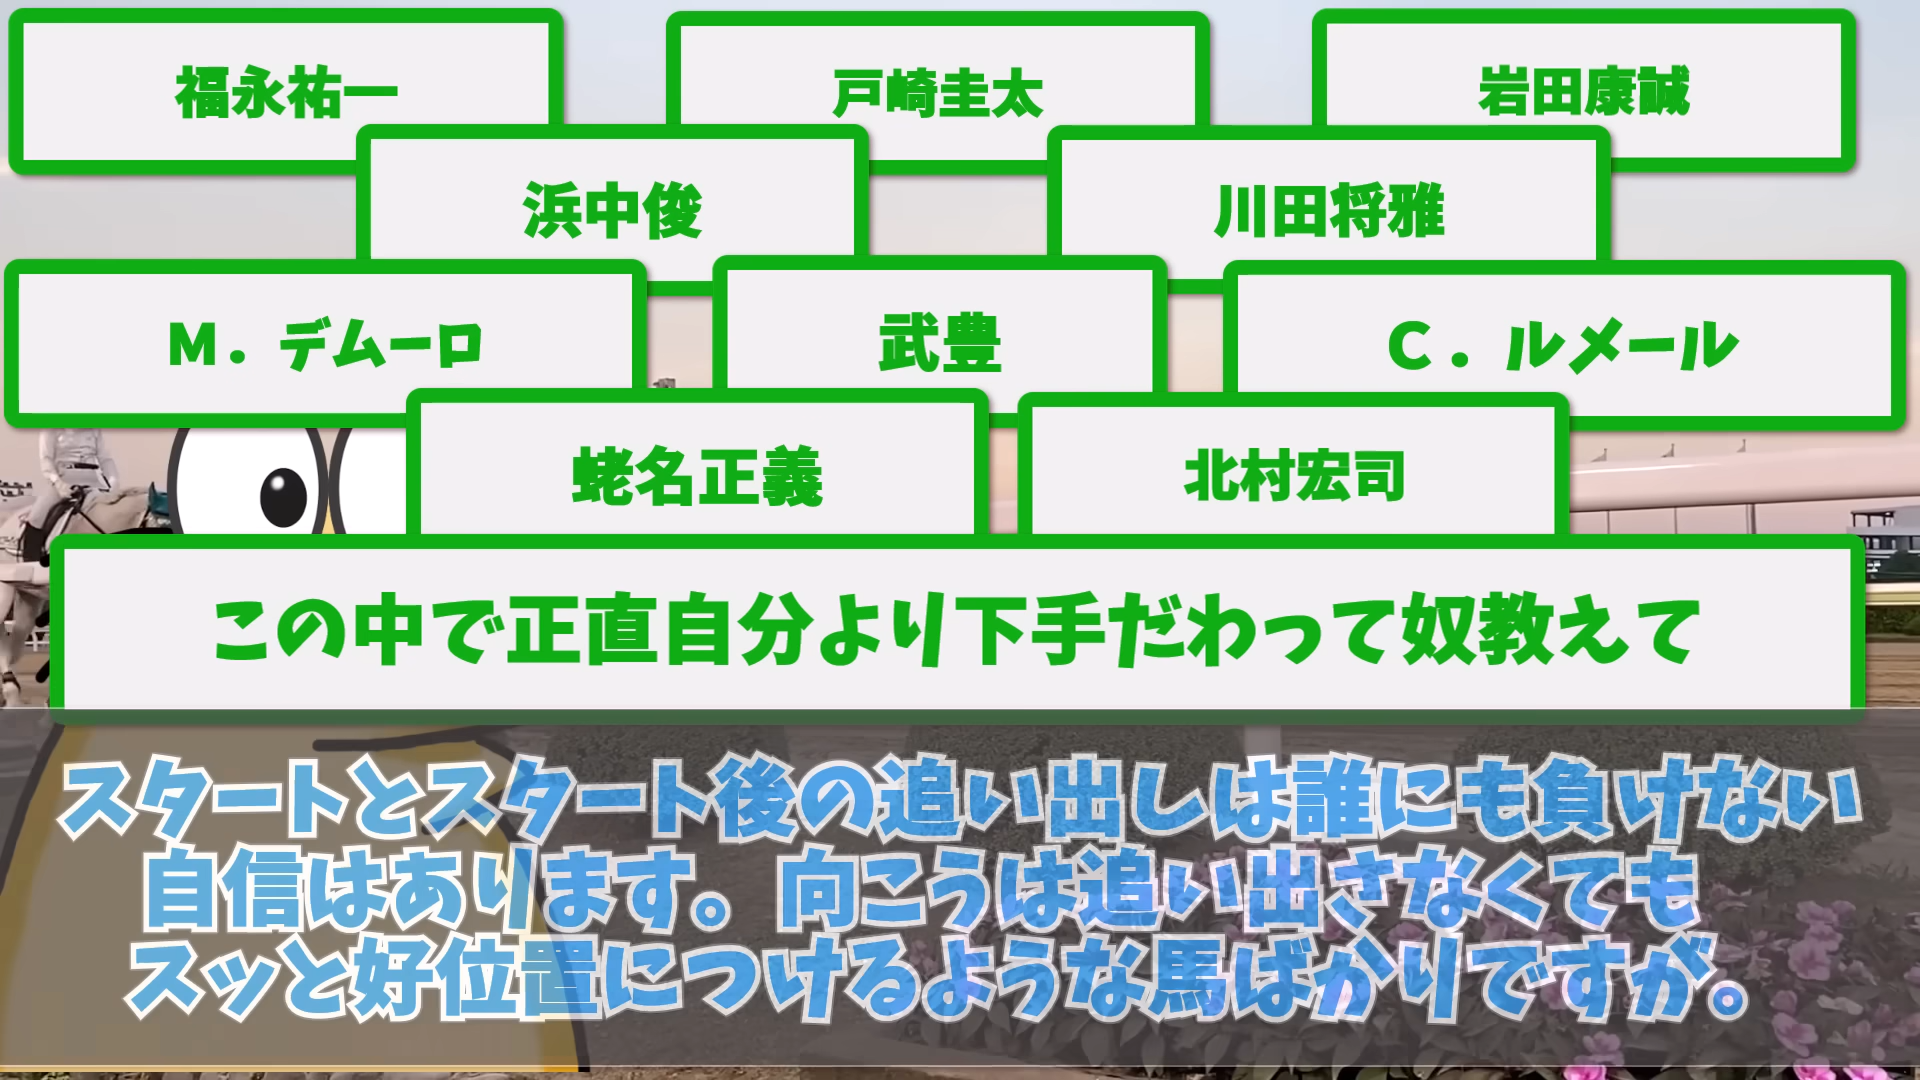 福永祐一
戸崎圭太
岩田康誠
浜中俊
川田将雅
M．デムーロ
武豊
C．ルメール
蛯名正義
北村宏司
この中で正直自分より下手だわって奴教えて
スタートとスタート後の追い出しは誰にも負けない
自信はあります。向こうは追い出さなくても
スッと好位置につけるような馬ばかりですが。